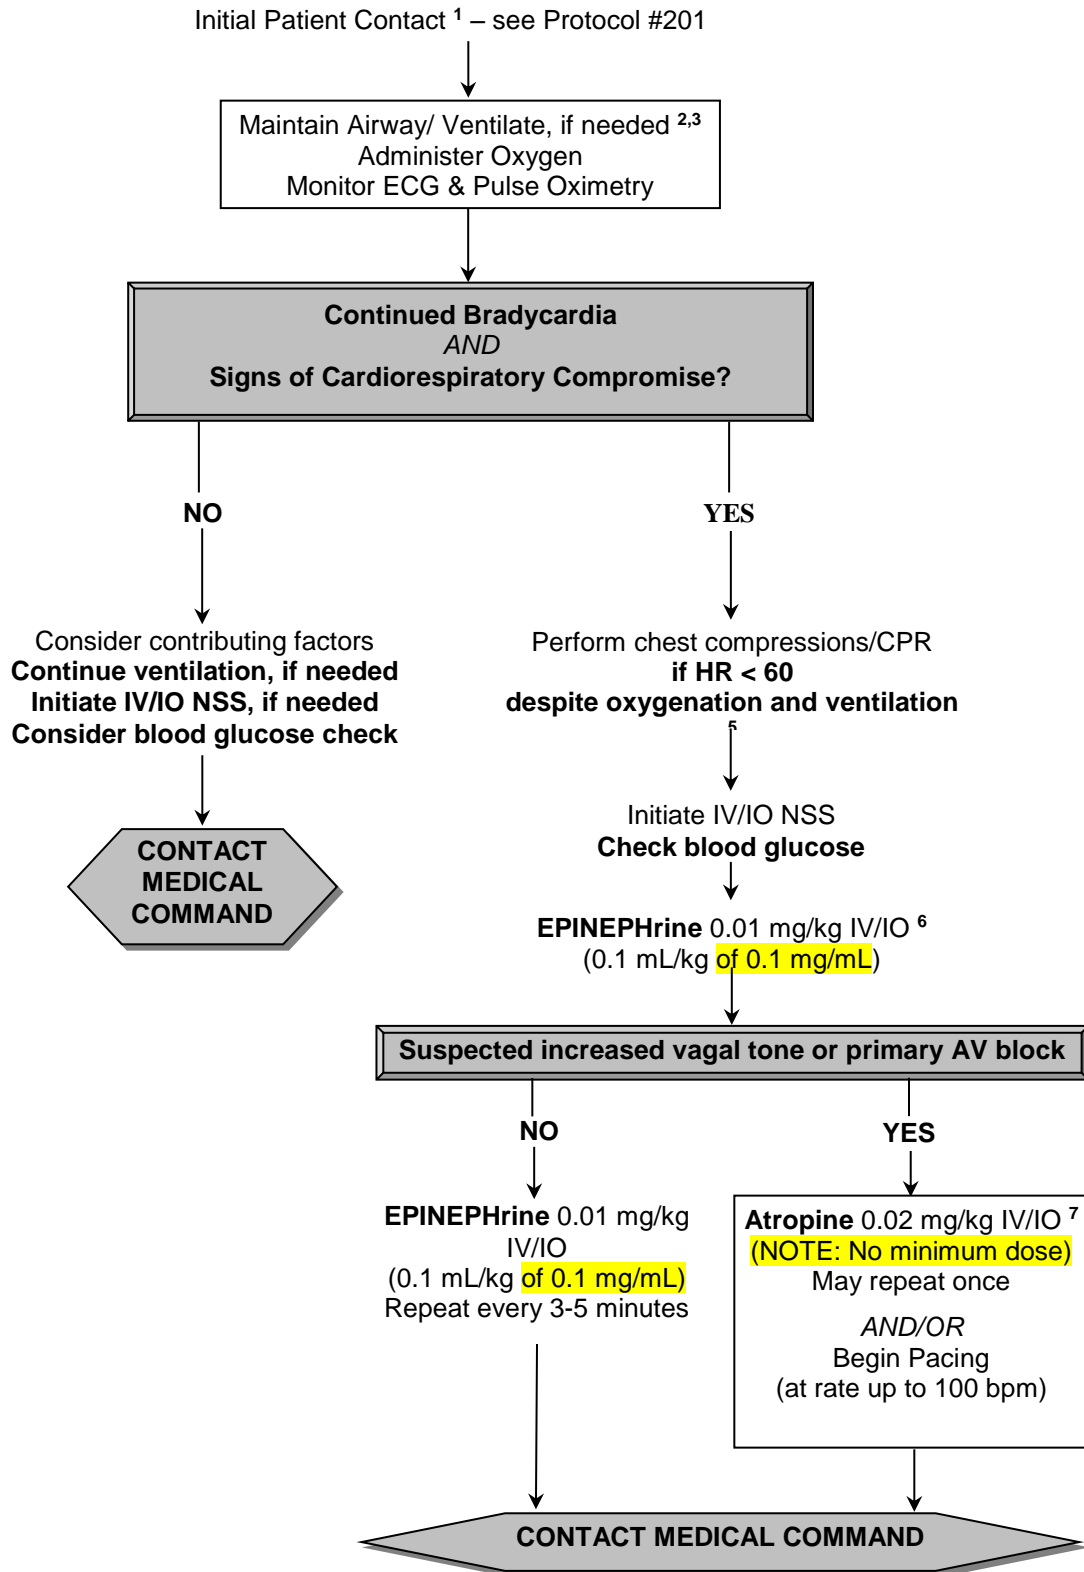 Initial Patient Contact ¹ – see Protocol #201
Maintain Airway/ Ventilate, if needed ²,³
Administer Oxygen
Monitor ECG & Pulse Oximetry
Continued Bradycardia
AND
Signs of Cardiorespiratory Compromise?
NO
YES
Consider contributing factors
Continue ventilation, if needed
Initiate IV/IO NSS, if needed
Consider blood glucose check
CONTACT
MEDICAL
COMMAND
Perform chest compressions/CPR
if HR < 60
despite oxygenation and ventilation
⁵
Initiate IV/IO NSS
Check blood glucose
EPINEPHrine 0.01 mg/kg IV/IO ⁶
(0.1 mL/kg of 0.1 mg/mL)
Suspected increased vagal tone or primary AV block
NO
YES
EPINEPHrine 0.01 mg/kg
IV/IO
(0.1 mL/kg of 0.1 mg/mL)
Repeat every 3-5 minutes
Atropine 0.02 mg/kg IV/IO ⁷
(NOTE: No minimum dose)
May repeat once
AND/OR
Begin Pacing
(at rate up to 100 bpm)
CONTACT MEDICAL COMMAND